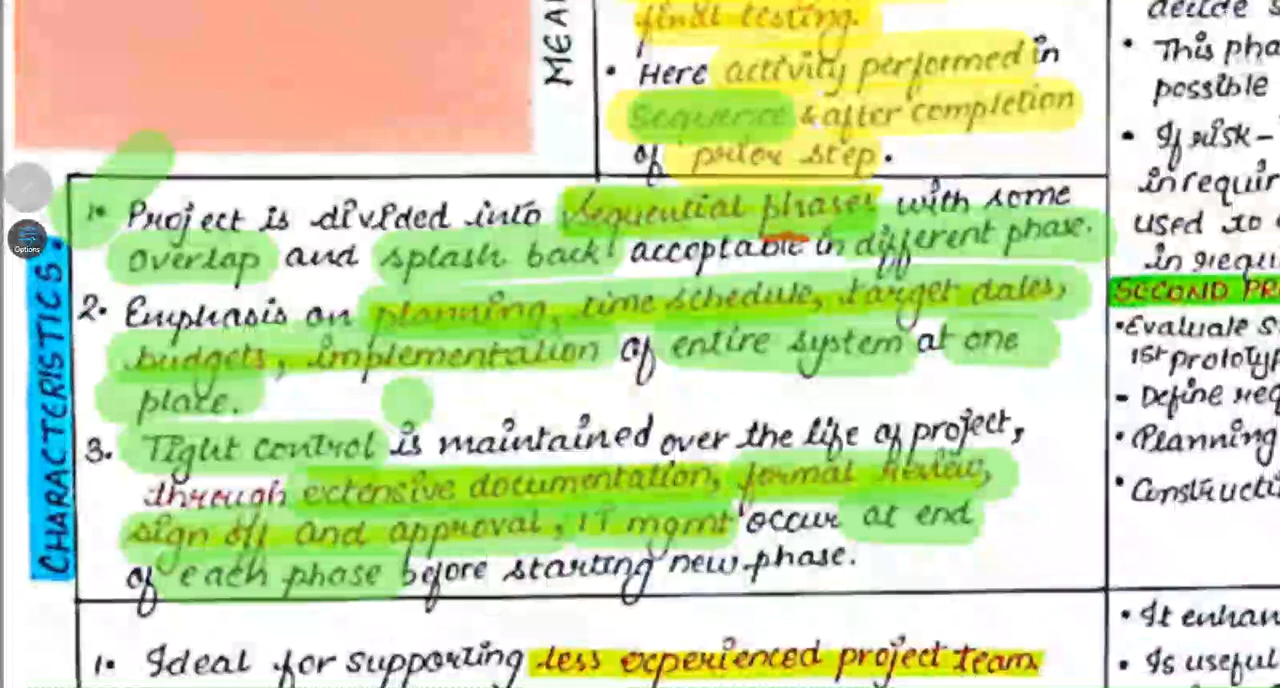 MEA
final testing.
• Here activity performed in
Sequence & after completion
of prior step.
CHARACTERISTICS.
1. Project is divided into Sequential phases with some
overlap and splash back acceptable in different phase.
2. Emphasis on planning, time schedule, target dates,
budgets, implementation of entire system at one
place.
3. Tight control is maintained over the life of project,
through extensive documentation, formal review,
sign off and approval, IT mgmt occur at end
of each phase before starting new phase.
1. Ideal for supporting less experienced project team
decide s
• This pha
possible
• If risk -
in requir
used to
in requi
SECOND PR
• Evaluate s
1st prototyp
- Define req
• Planning
• Constructi
• It enhan
• Is useful
Options